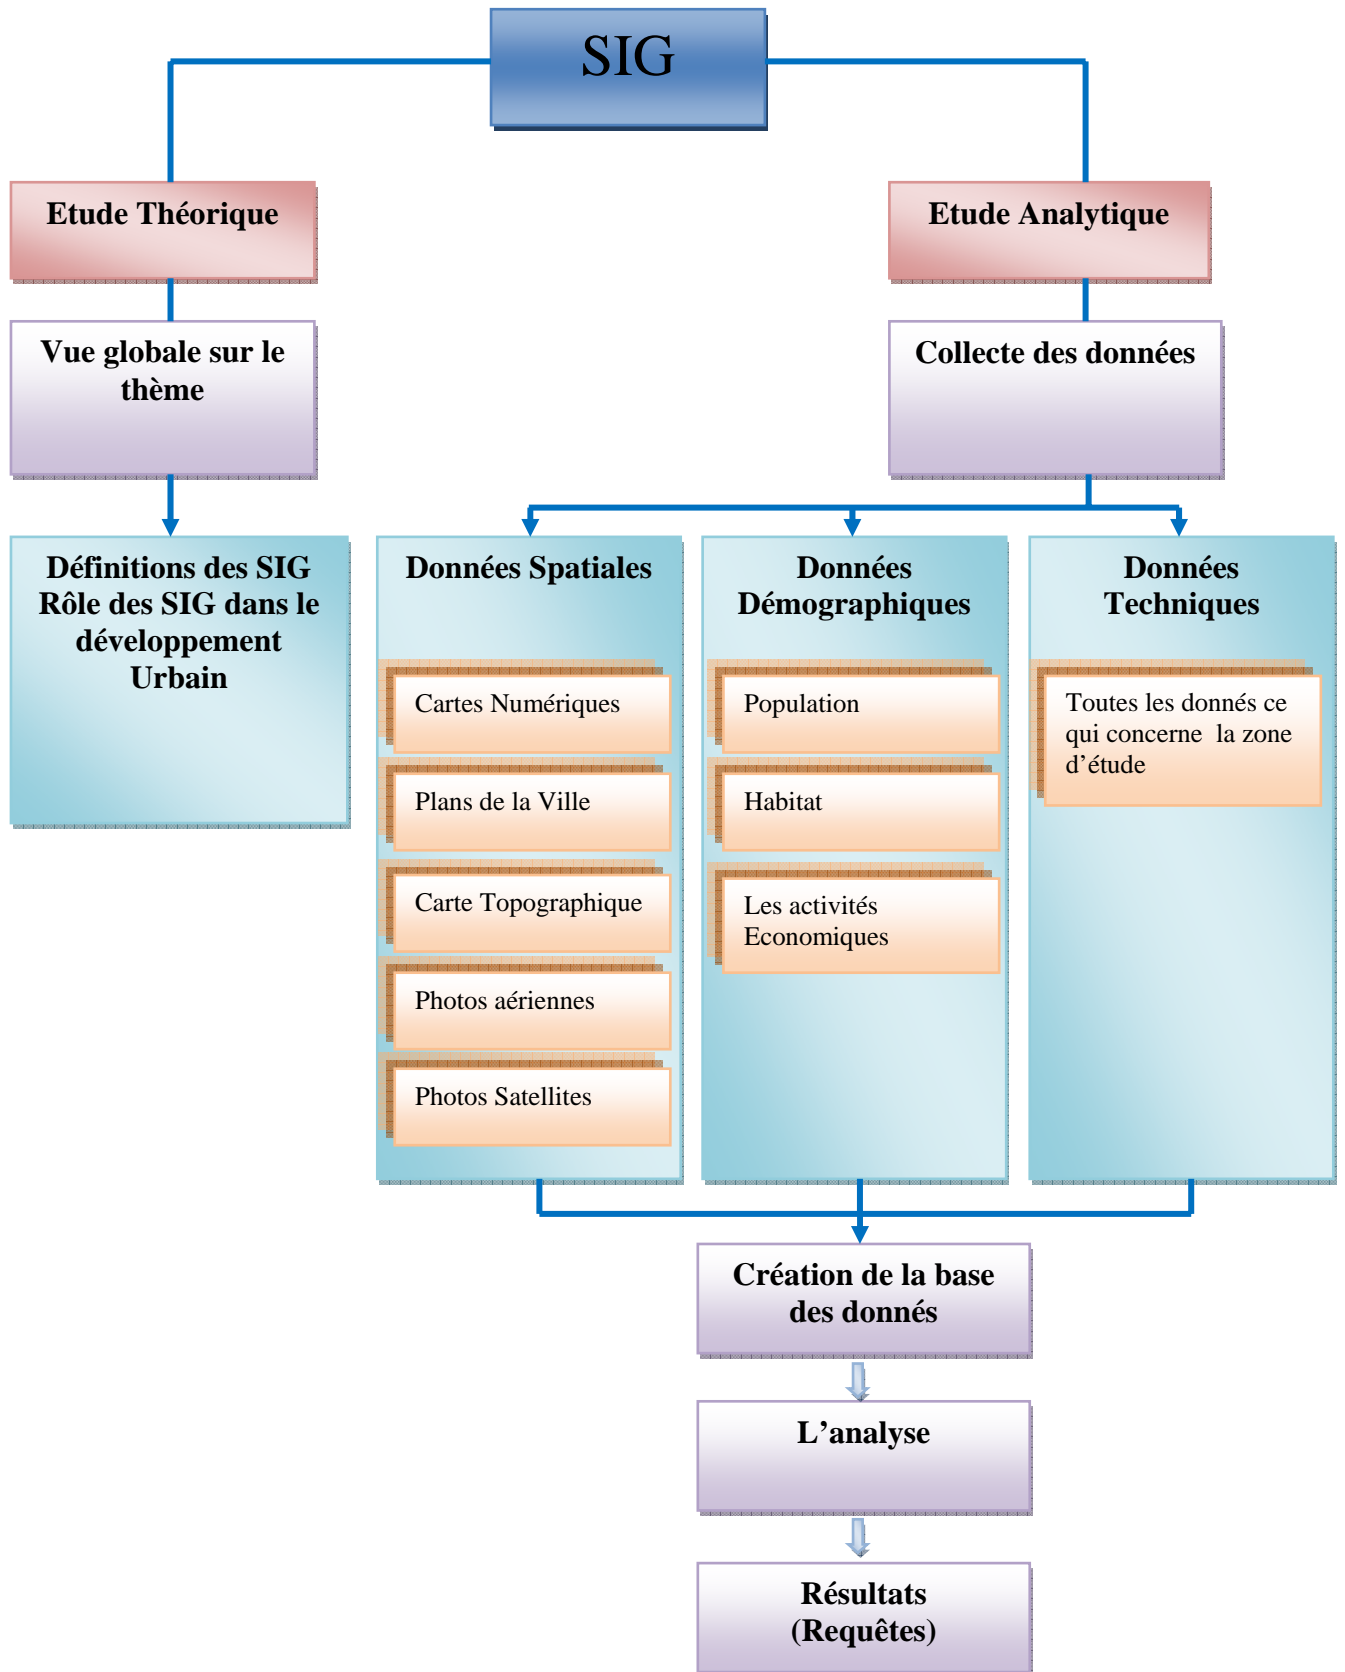 SIG
Etude Théorique
Etude Analytique
Vue globale sur le
thème
Collecte des données
Définitions des SIG
Rôle des SIG dans le
développement
Urbain
Données Spatiales
Cartes Numériques
Plans de la Ville
Carte Topographique
Photos aériennes
Photos Satellites
Données
Démographiques
Population
Habitat
Les activités
Economiques
Données
Techniques
Toutes les donnés ce
qui concerne  la zone
d’étude
Création de la base
des donnés
L’analyse
Résultats
(Requêtes)